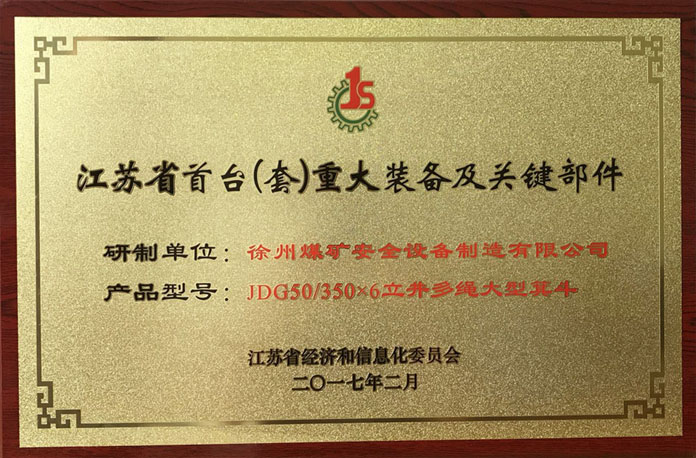 1S
江苏省首台(套)重大装备及关键部件
研制单位：徐州煤矿安全设备制造有限公司
产品型号：JDG50/350×6立井多绳大型箕斗
江苏省经济和信息化委员会
二〇一七年二月